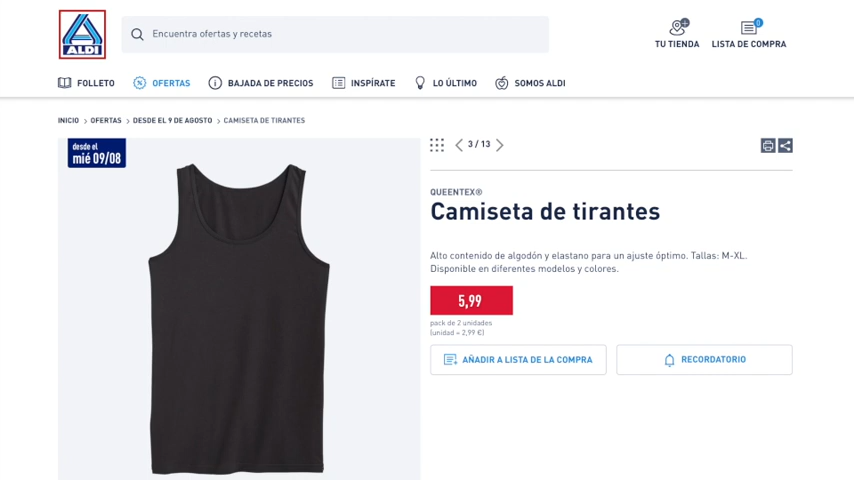 ALDI
Encuentra ofertas y recetas
TU TIENDA
0
LISTA DE COMPRA
FOLLETO
OFERTAS
BAJADA DE PRECIOS
INSPÍRATE
LO ÚLTIMO
SOMOS ALDI
INICIO > OFERTAS > DESDE EL 9 DE AGOSTO > CAMISETA DE TIRANTES
desde el
mié 09/08
3 / 13
QUEENTEX®
Camiseta de tirantes
Alto contenido de algodón y elastano para un ajuste óptimo. Tallas: M-XL.
Disponible en diferentes modelos y colores.
5,99
pack de 2 unidades
(unidad = 2,99 €)
AÑADIR A LISTA DE LA COMPRA
RECORDATORIO